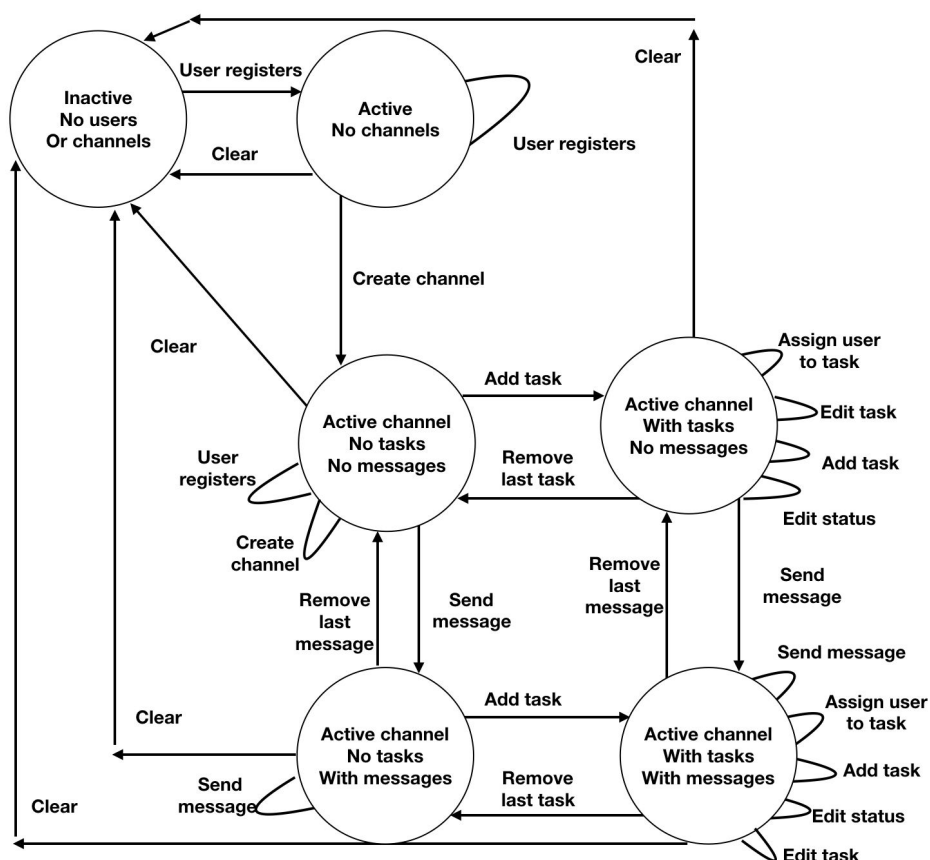 Clear
User registers
Inactive
No users
Or channels
Active
No channels
User registers
Clear
Create channel
Clear
Assign user
to task
Add task
Active channel
With tasks
No messages
Edit task
Active channel
No tasks
No messages
User
registers
Remove
last task
Add task
Edit status
Create
channel
Remove
last
message
Send
message
Remove
last
message
Send
message
Send message
Add task
Assign user
to task
Clear
Active channel
No tasks
With messages
Active channel
With tasks
With messages
Add task
Send
message
Remove
last task
Clear
Edit status
Edit task